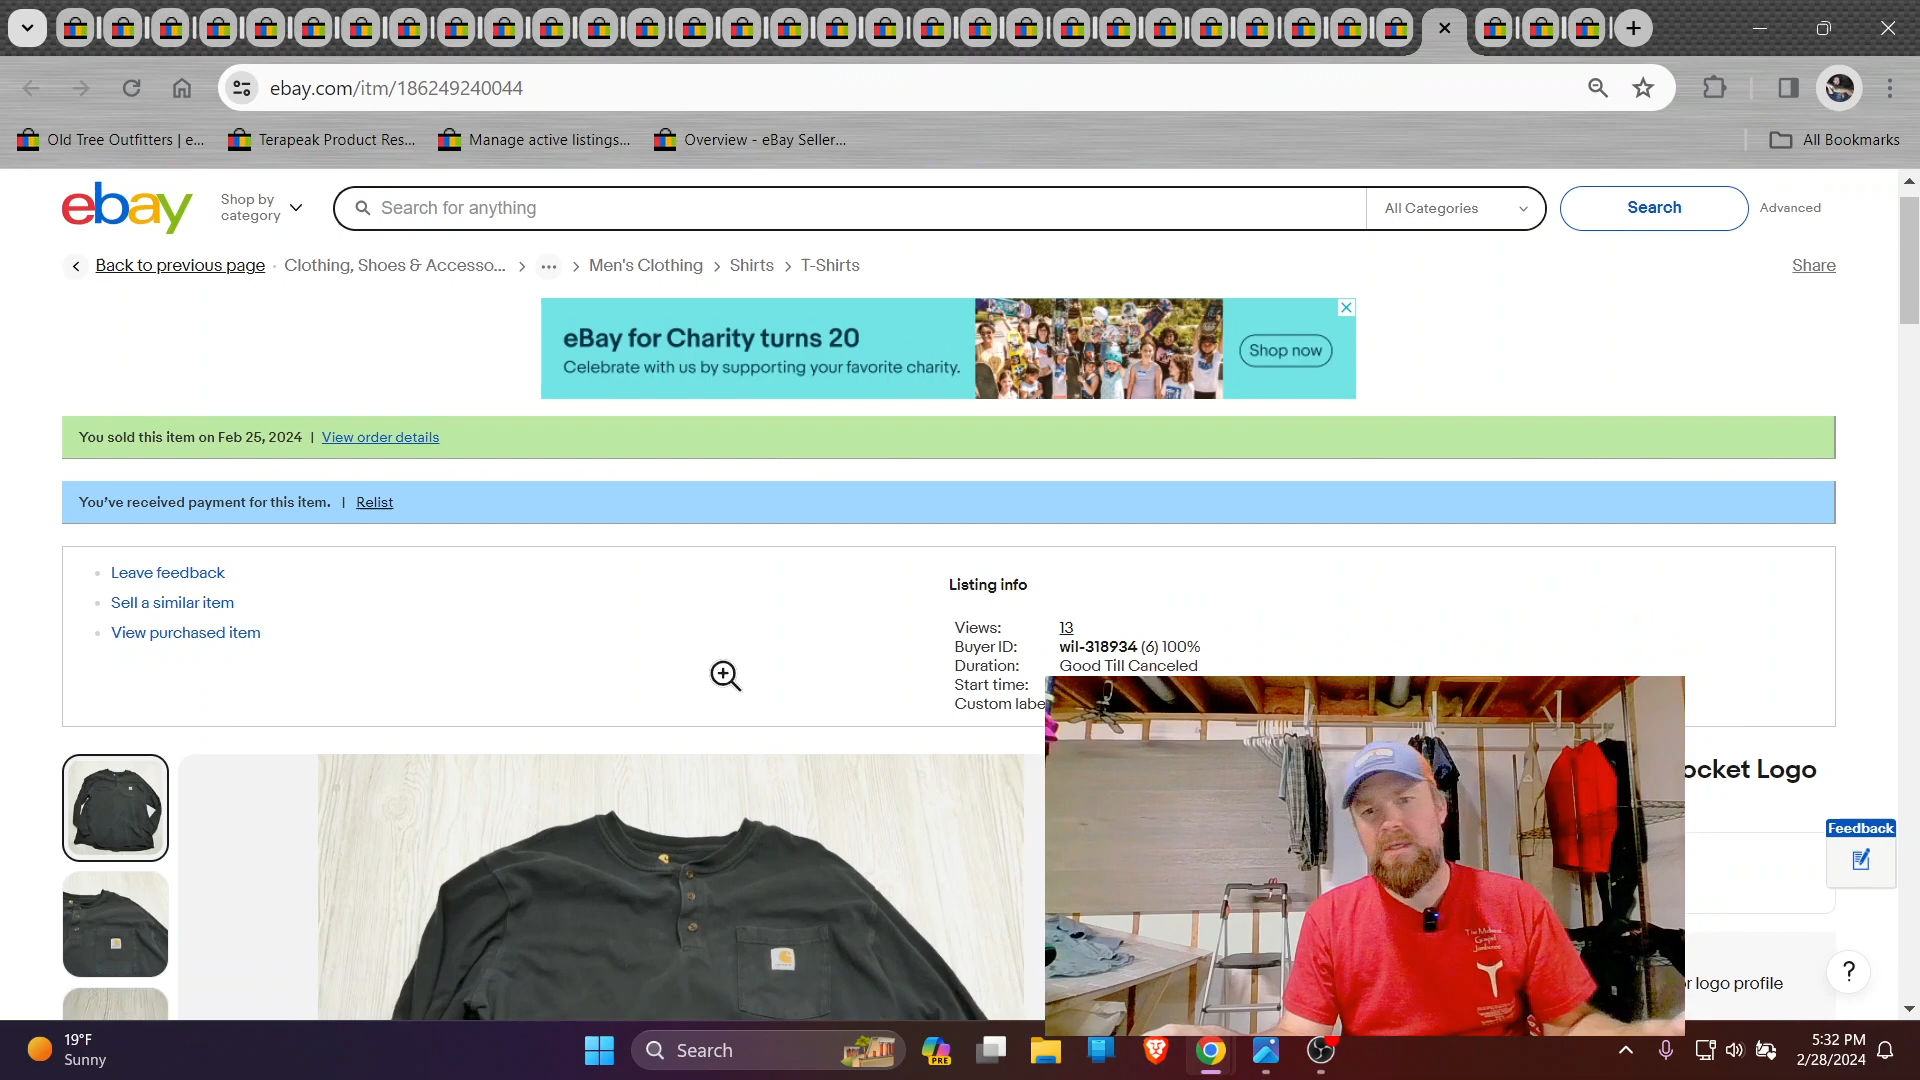 ebay.com/itm/186249240044
Old Tree Outfitters | e...
Terapeak Product Res...
Manage active listings...
Overview - eBay Seller...
All Bookmarks
ebay
Shop by
category
Search for anything
All Categories
Search
Advanced
Back to previous page
Clothing, Shoes & Accesso...
Men's Clothing
Shirts
T-Shirts
Share
eBay for Charity turns 20
Celebrate with us by supporting your favorite charity.
Shop now
You sold this item on Feb 25, 2024 | View order details
You've received payment for this item. | Relist
Leave feedback
Sell a similar item
View purchased item
Listing info
Views: 13
Buyer ID: wil-318934 (6) 100%
Duration: Good Till Canceled
Start time:
Custom labe
ocket Logo
Feedback
r logo profile
?
19°F
Sunny
Search
PRE
5:32 PM
2/28/2024